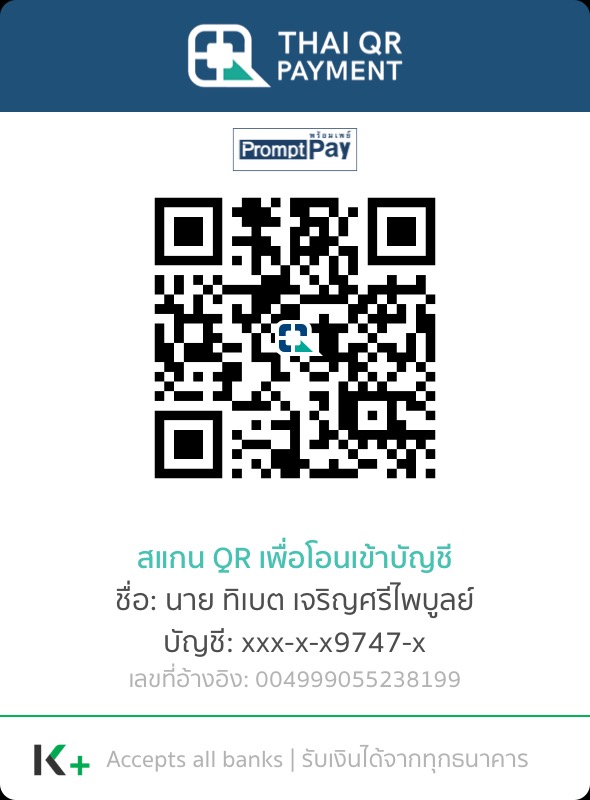 THAI QR
PAYMENT
พร้อมเพย์
PromptPay
สแกน QR เพื่อโอนเข้าบัญชี
ชื่อ: นาย ทิเบต เจริญศรีไพบูลย์
บัญชี: xxx-x-x9747-x
เลขที่อ้างอิง: 004999055238199
K+ Accepts all banks | รับเงินได้จากทุกธนาคาร